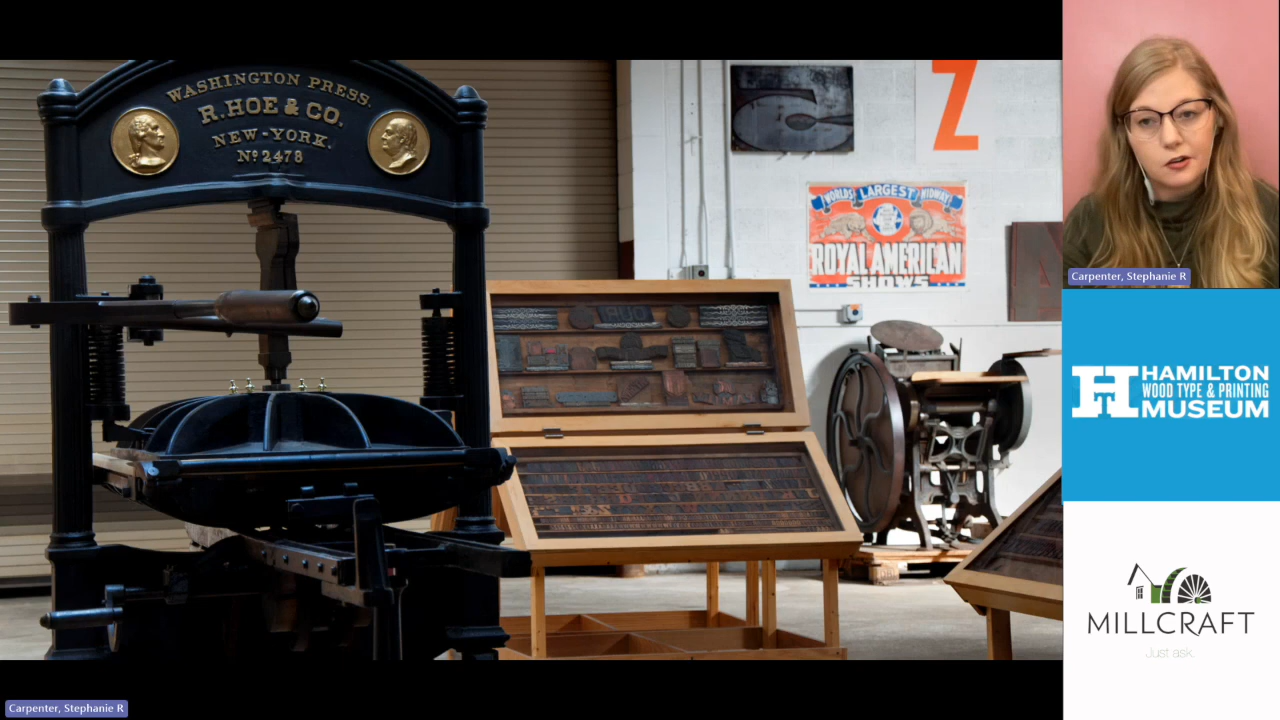 WASHINGTON PRESS.
R. HOE & CO.
NEW-YORK.
Nº 2478
Z
WORLDS LARGEST MIDWAY
ROYAL AMERICAN
SHOWS
Carpenter, Stephanie R
HAMILTON
WOOD TYPE & PRINTING
MUSEUM
MILLCRAFT
Just ask.
Carpenter, Stephanie R